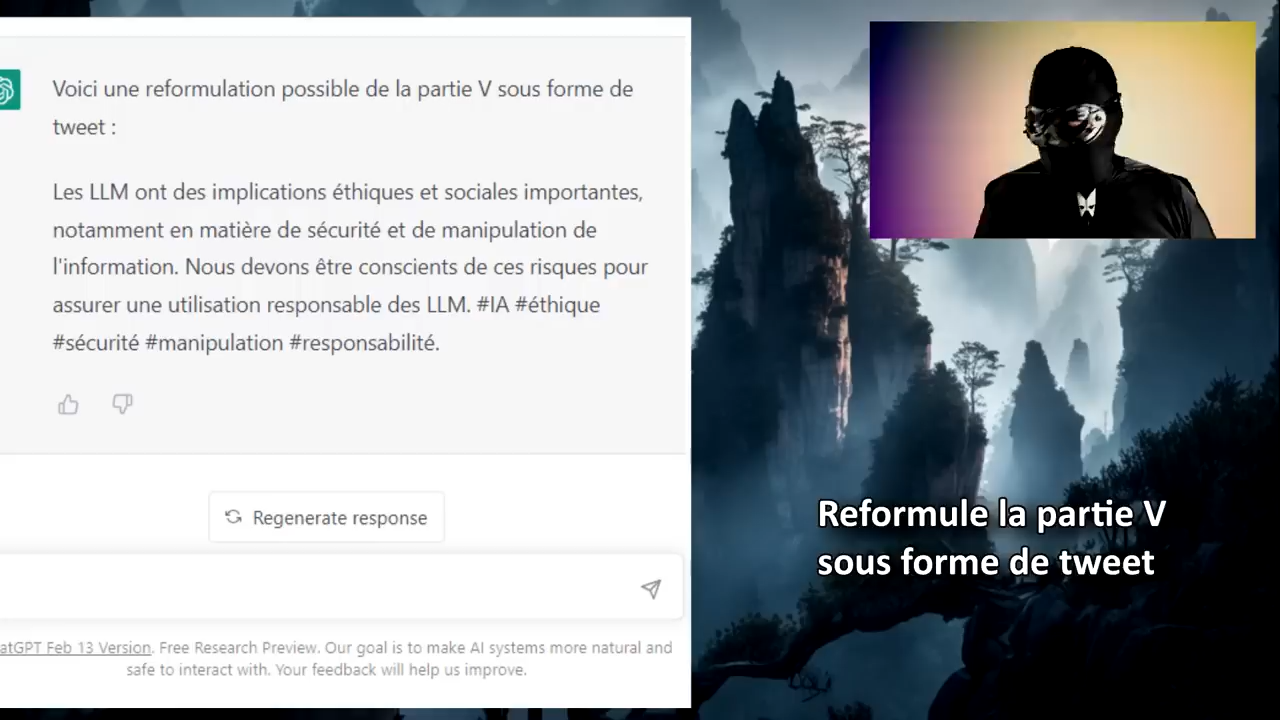 Voici une reformulation possible de la partie V sous forme de
tweet :
Les LLM ont des implications éthiques et sociales importantes,
notamment en matière de sécurité et de manipulation de
l'information. Nous devons être conscients de ces risques pour
assurer une utilisation responsable des LLM. #IA #éthique
#sécurité #manipulation #responsabilité.
Regenerate response
atGPT Feb 13 Version. Free Research Preview. Our goal is to make AI systems more natural and
safe to interact with. Your feedback will help us improve.
Reformule la partie V
sous forme de tweet